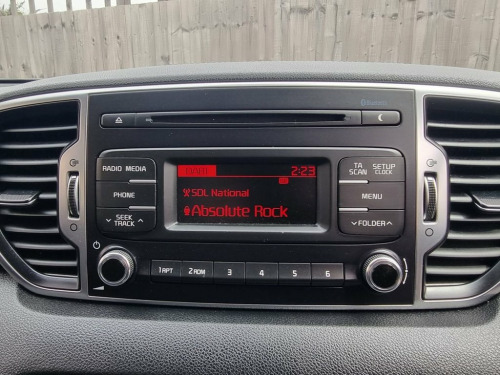 Bluetooth
RADIO MEDIA
PHONE
SEEK
TRACK
2:23
SDL National
Absolute Rock
TA
SCAN
SETUP
CLOCK
MENU
FOLDER
1 RPT
2 RDM
3
4
5
6